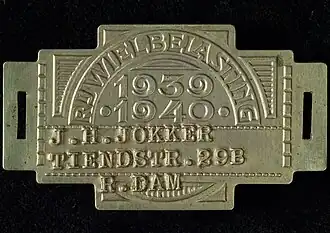 RIJWIELBELASTING
1939
·1940·
J.H.JOKKER
TIENDSTR.29B
R.DAM